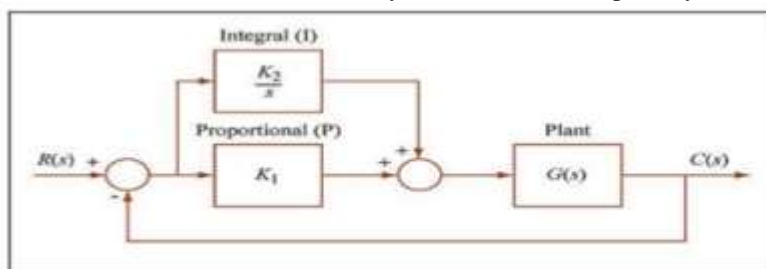 Integral (I)
K2
s
Proportional (P)
Plant
R(s)
+
-
K1
+
+
G(s)
C(s)